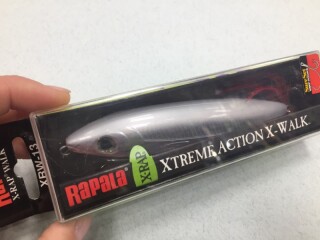 Rapala
X-RAP
XTREME ACTION X-WALK
X-RAP WALK
XRW-13